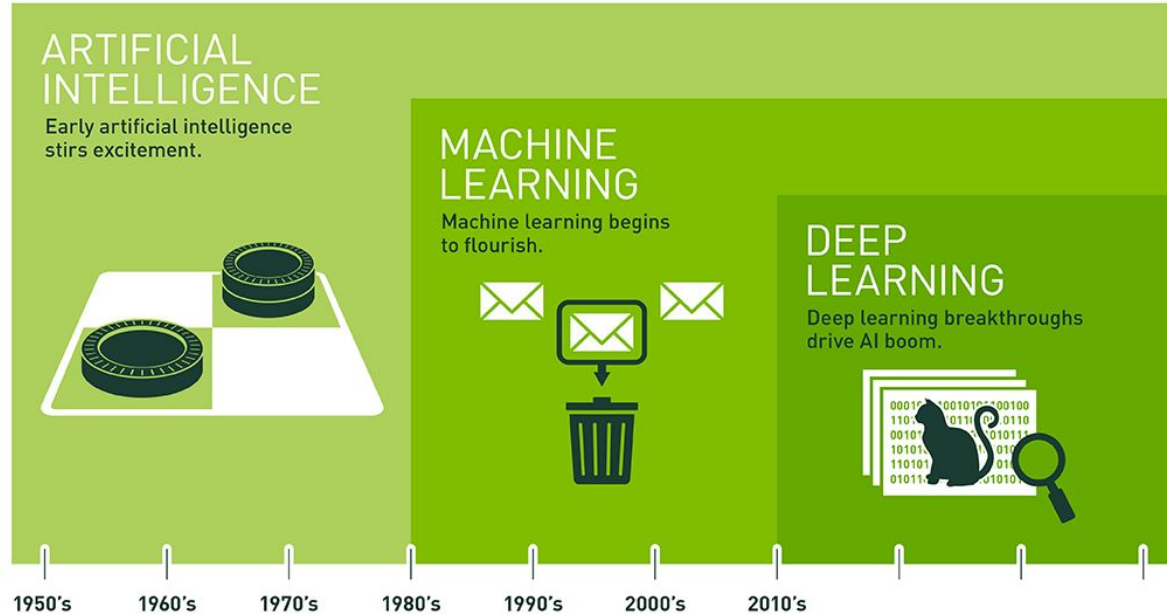 ARTIFICIAL
INTELLIGENCE
Early artificial intelligence
stirs excitement.
MACHINE
LEARNING
Machine learning begins
to flourish.
DEEP
LEARNING
Deep learning breakthroughs
drive AI boom.
1950's 1960's 1970's 1980's 1990's 2000's 2010's